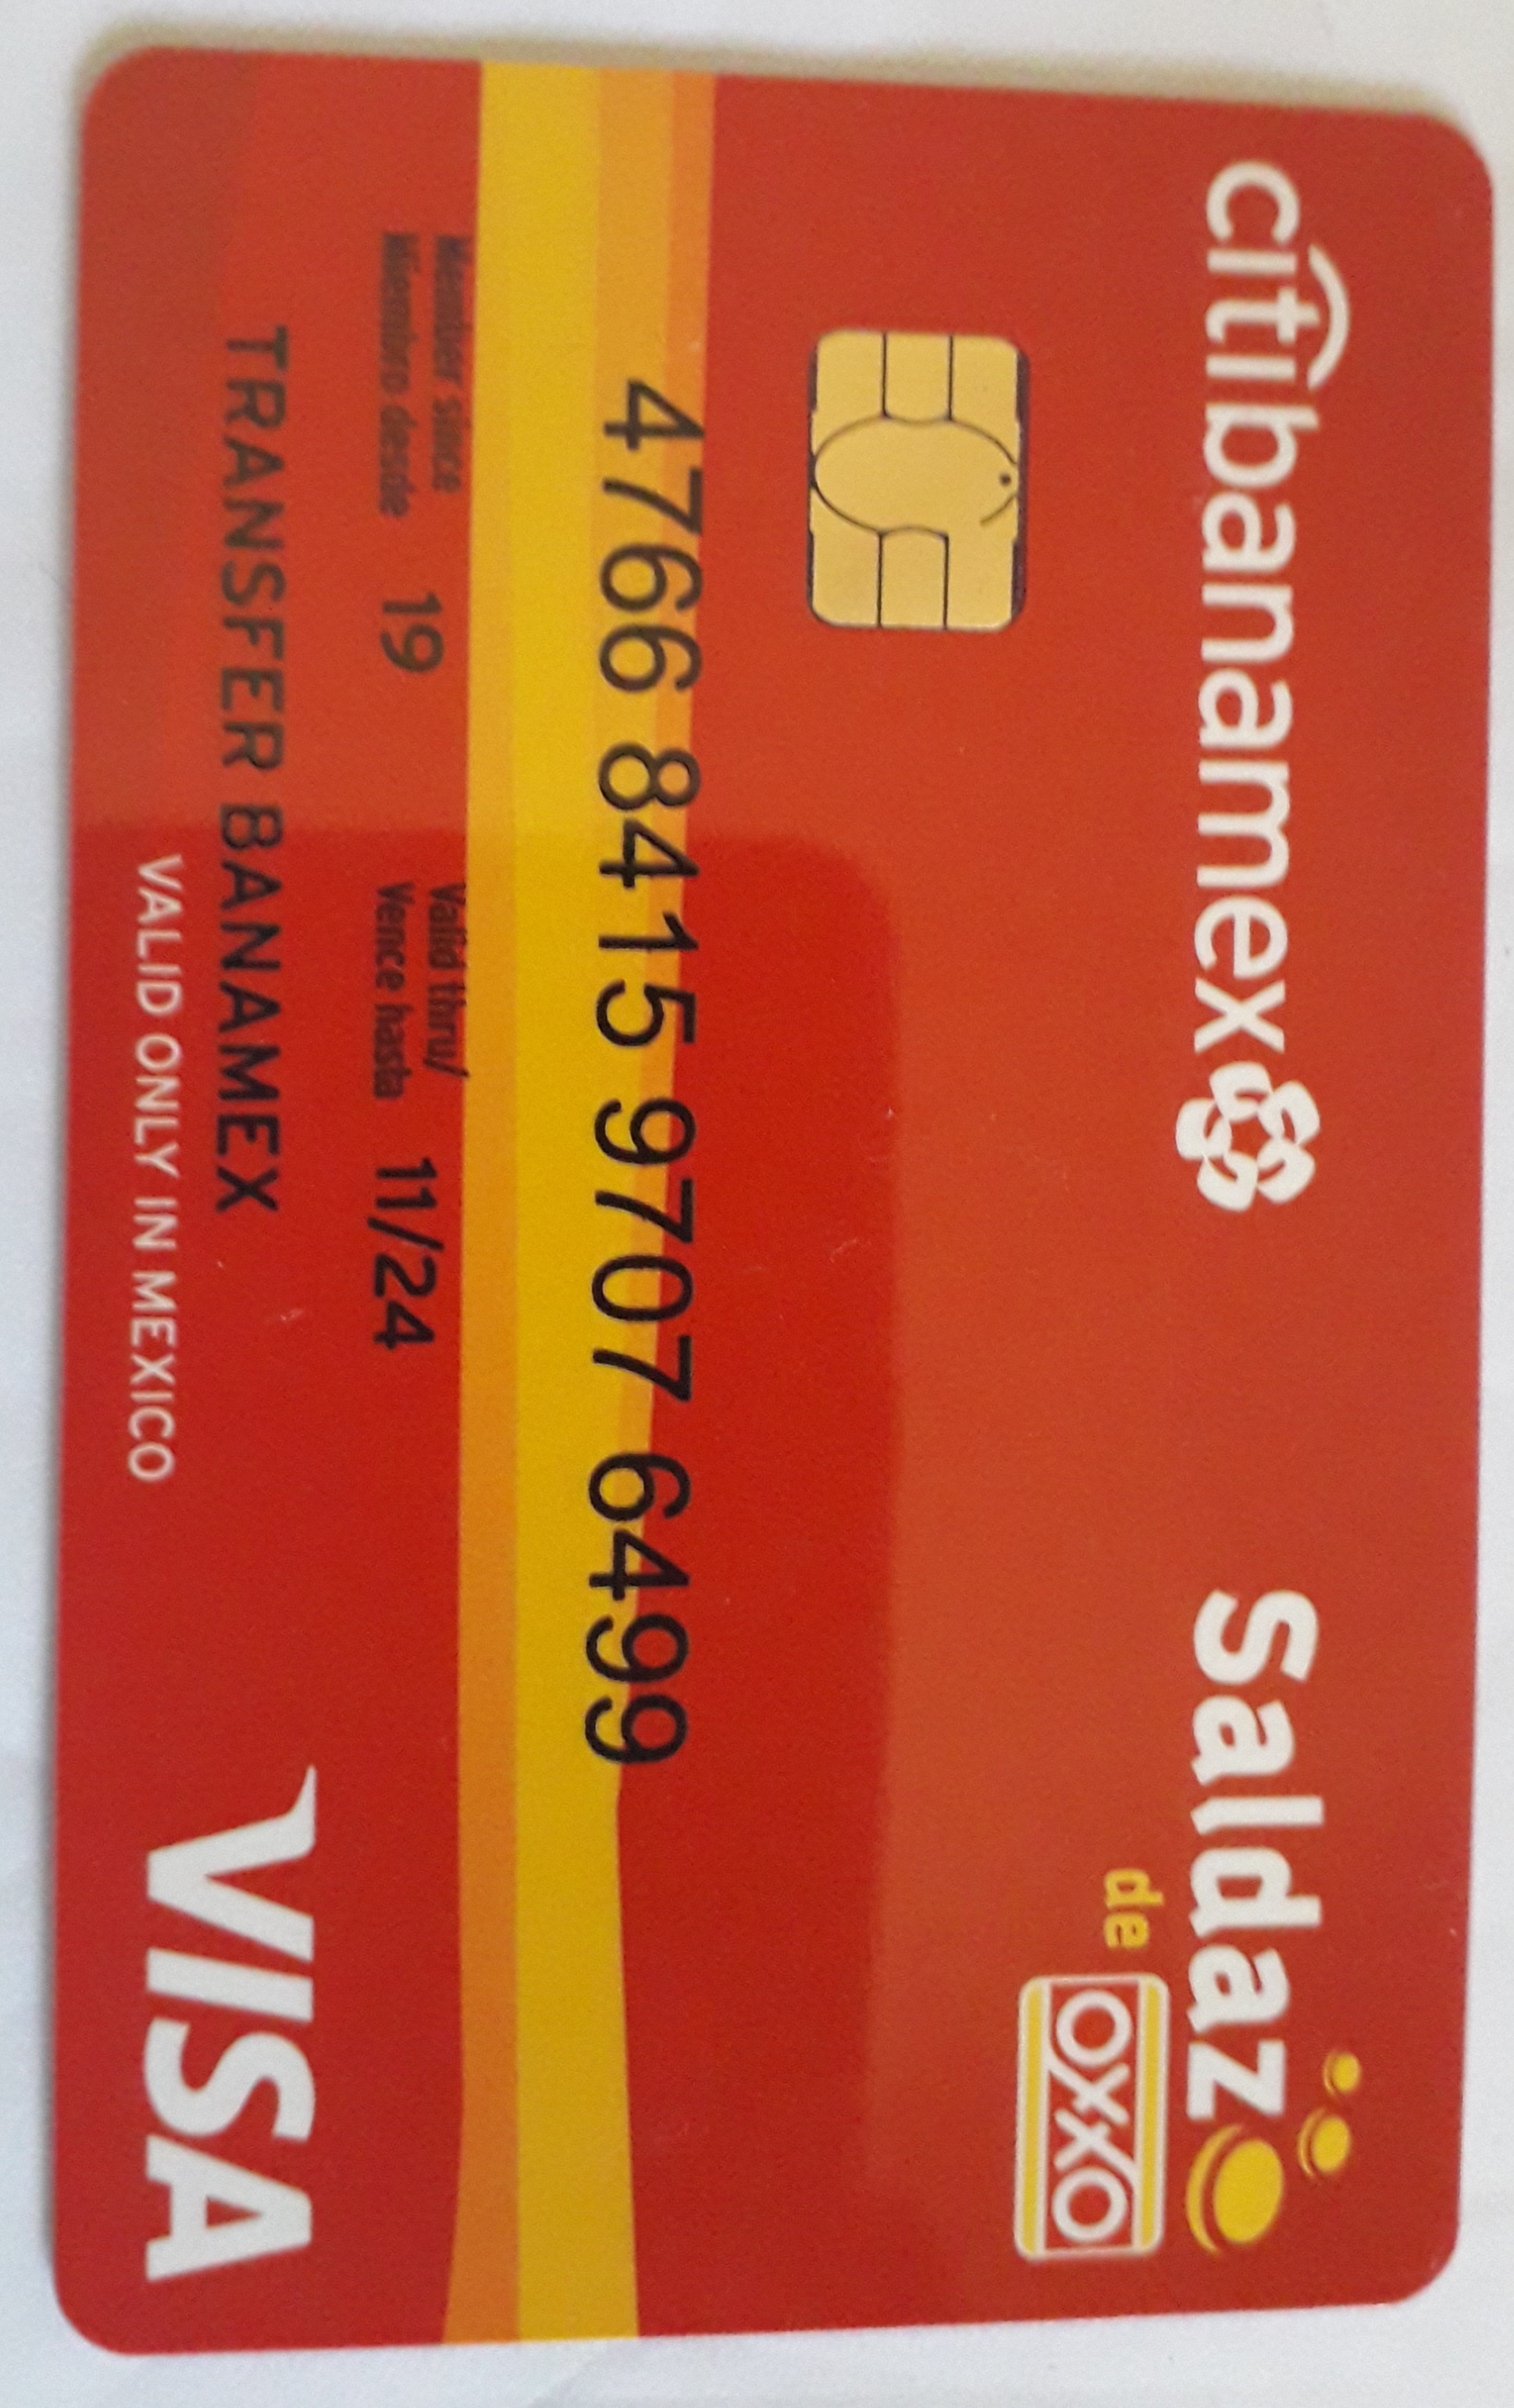 citibanamex
Saldazo
de OXXO
4766 8415 9707 6499
Member since
Miembro desde 19
Valid thru/
Vence hasta 11/24
TRANSFER BANAMEX
VALID ONLY IN MEXICO
VISA